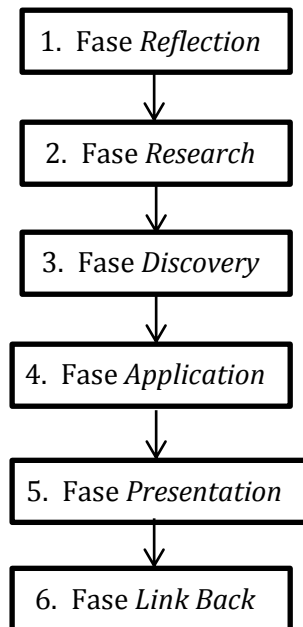 1. Fase Reflection
2. Fase Research
3. Fase Discovery
4. Fase Application
5. Fase Presentation
6. Fase Link Back